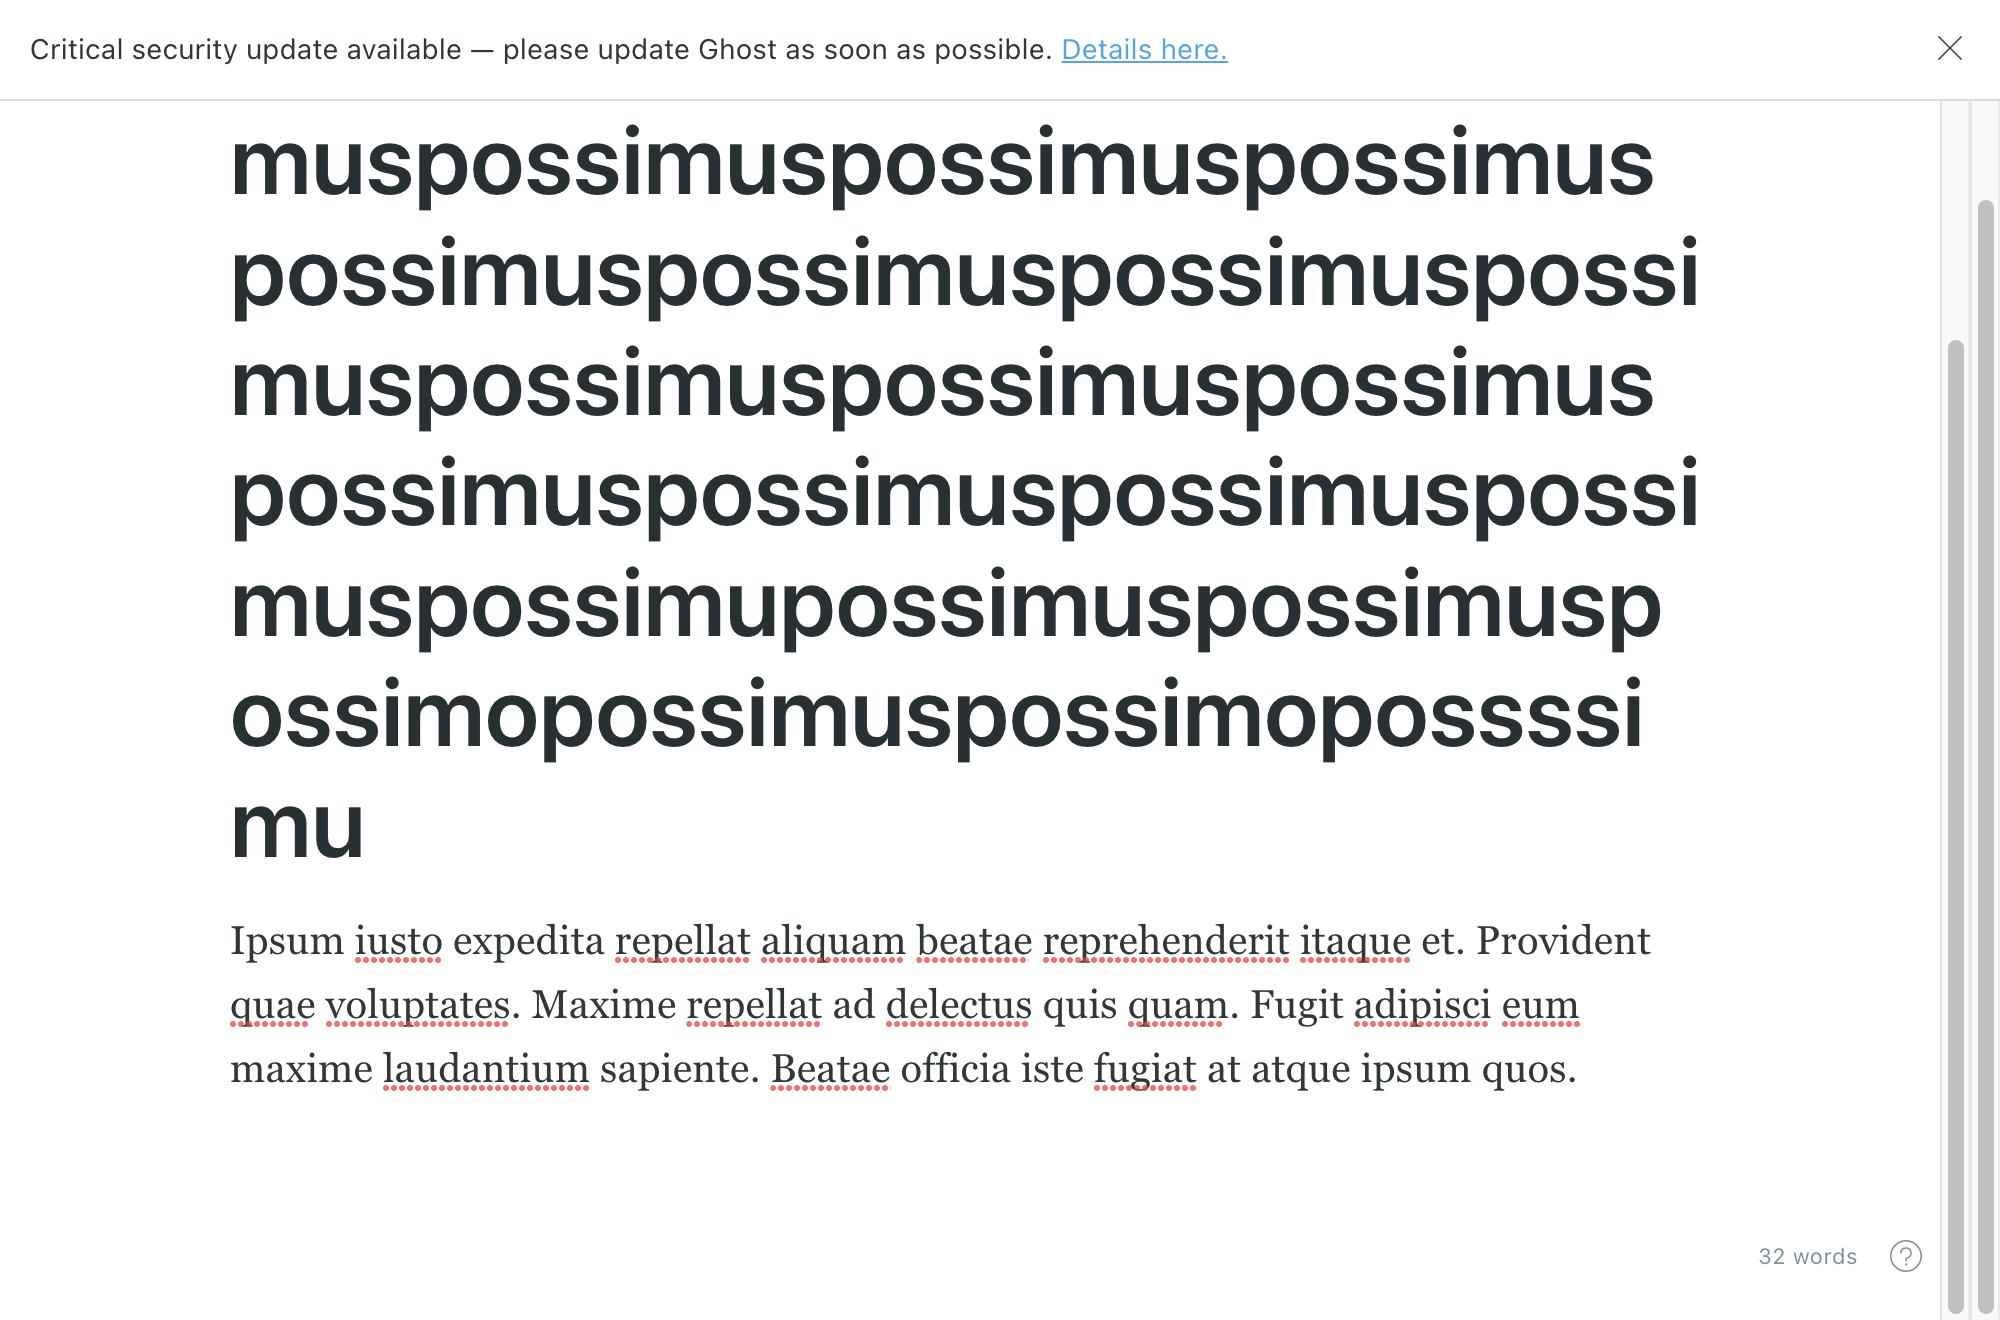 Critical security update available — please update Ghost as soon as possible. Details here.
muspossimuspossimuspossimus
possimuspossimuspossimuspossi
muspossimuspossimuspossimus
possimuspossimuspossimuspossi
muspossimupossimuspossimusp
ossimopossimuspossimopossssi
mu
Ipsum iusto expedita repellat aliquam beatae reprehenderit itaque et. Provident
quae voluptates. Maxime repellat ad delectus quis quam. Fugit adipisci eum
maxime laudantium sapiente. Beatae officia iste fugiat at atque ipsum quos.
32 words ?